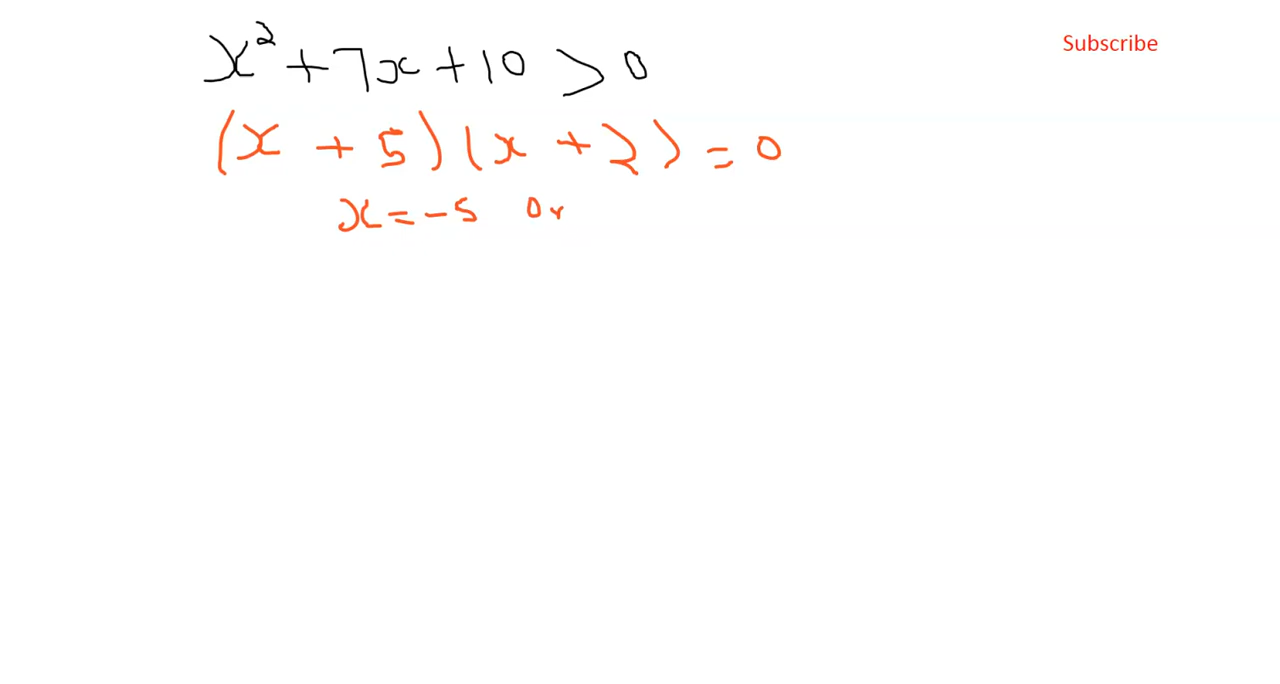 x² + 7x + 10 > 0
Subscribe
(x + 5)(x + 2) = 0
x = -5 Or